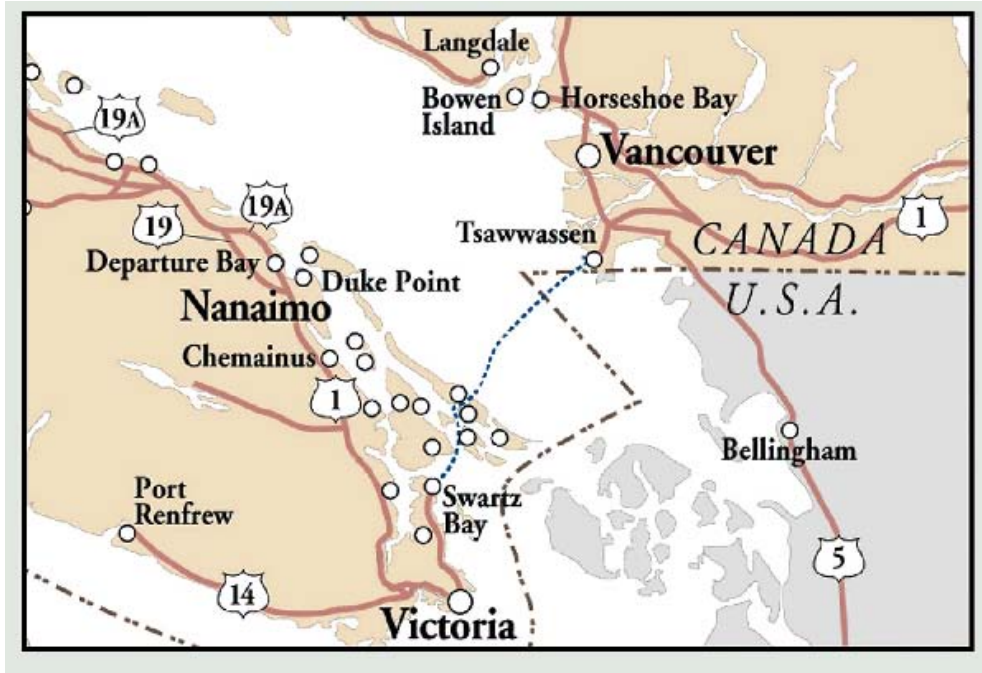 Langdale
Bowen
Island
Horseshoe Bay
19A
Vancouver
19A
19
1
Tsawwassen
CANADA
Departure Bay
Duke Point
U.S.A.
Nanaimo
Chemainus
1
Bellingham
Port
Renfrew
Swartz
Bay
5
14
Victoria